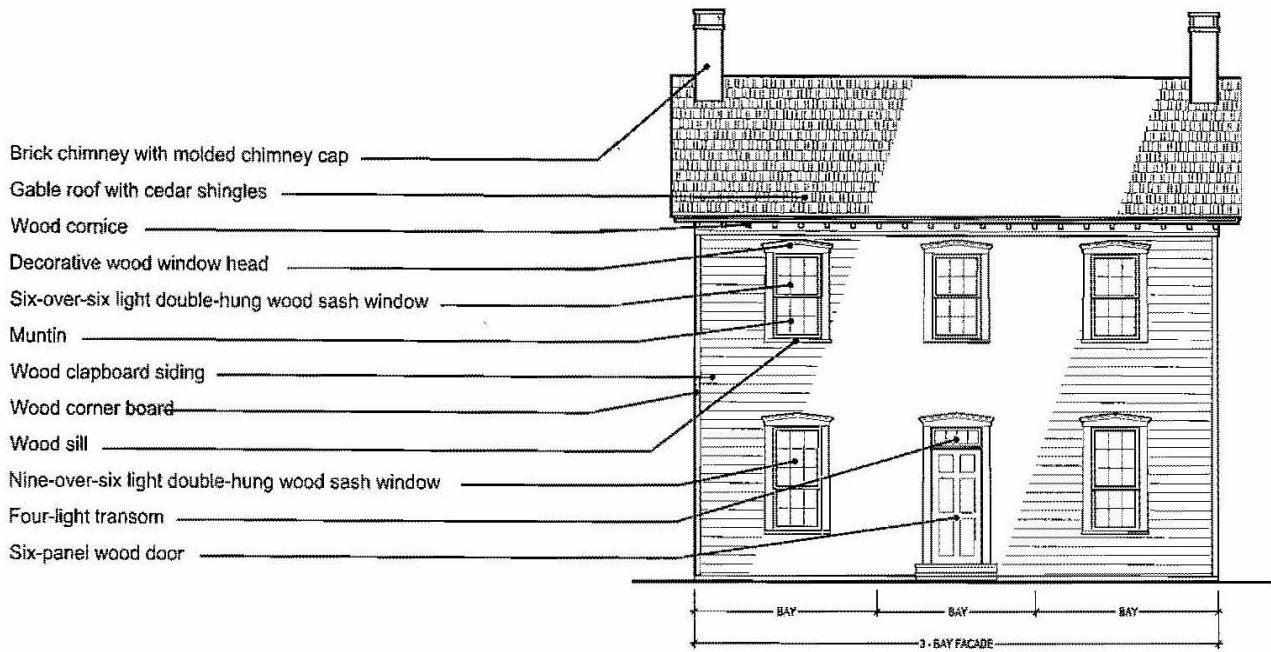 Brick chimney with molded chimney cap
Gable roof with cedar shingles
Wood cornice
Decorative wood window head
Six-over-six light double-hung wood sash window
Muntin
Wood clapboard siding
Wood corner board
Wood sill
Nine-over-six light double-hung wood sash window
Four-light transom
Six-panel wood door
BAY BAY BAY
3 - BAY FACADE